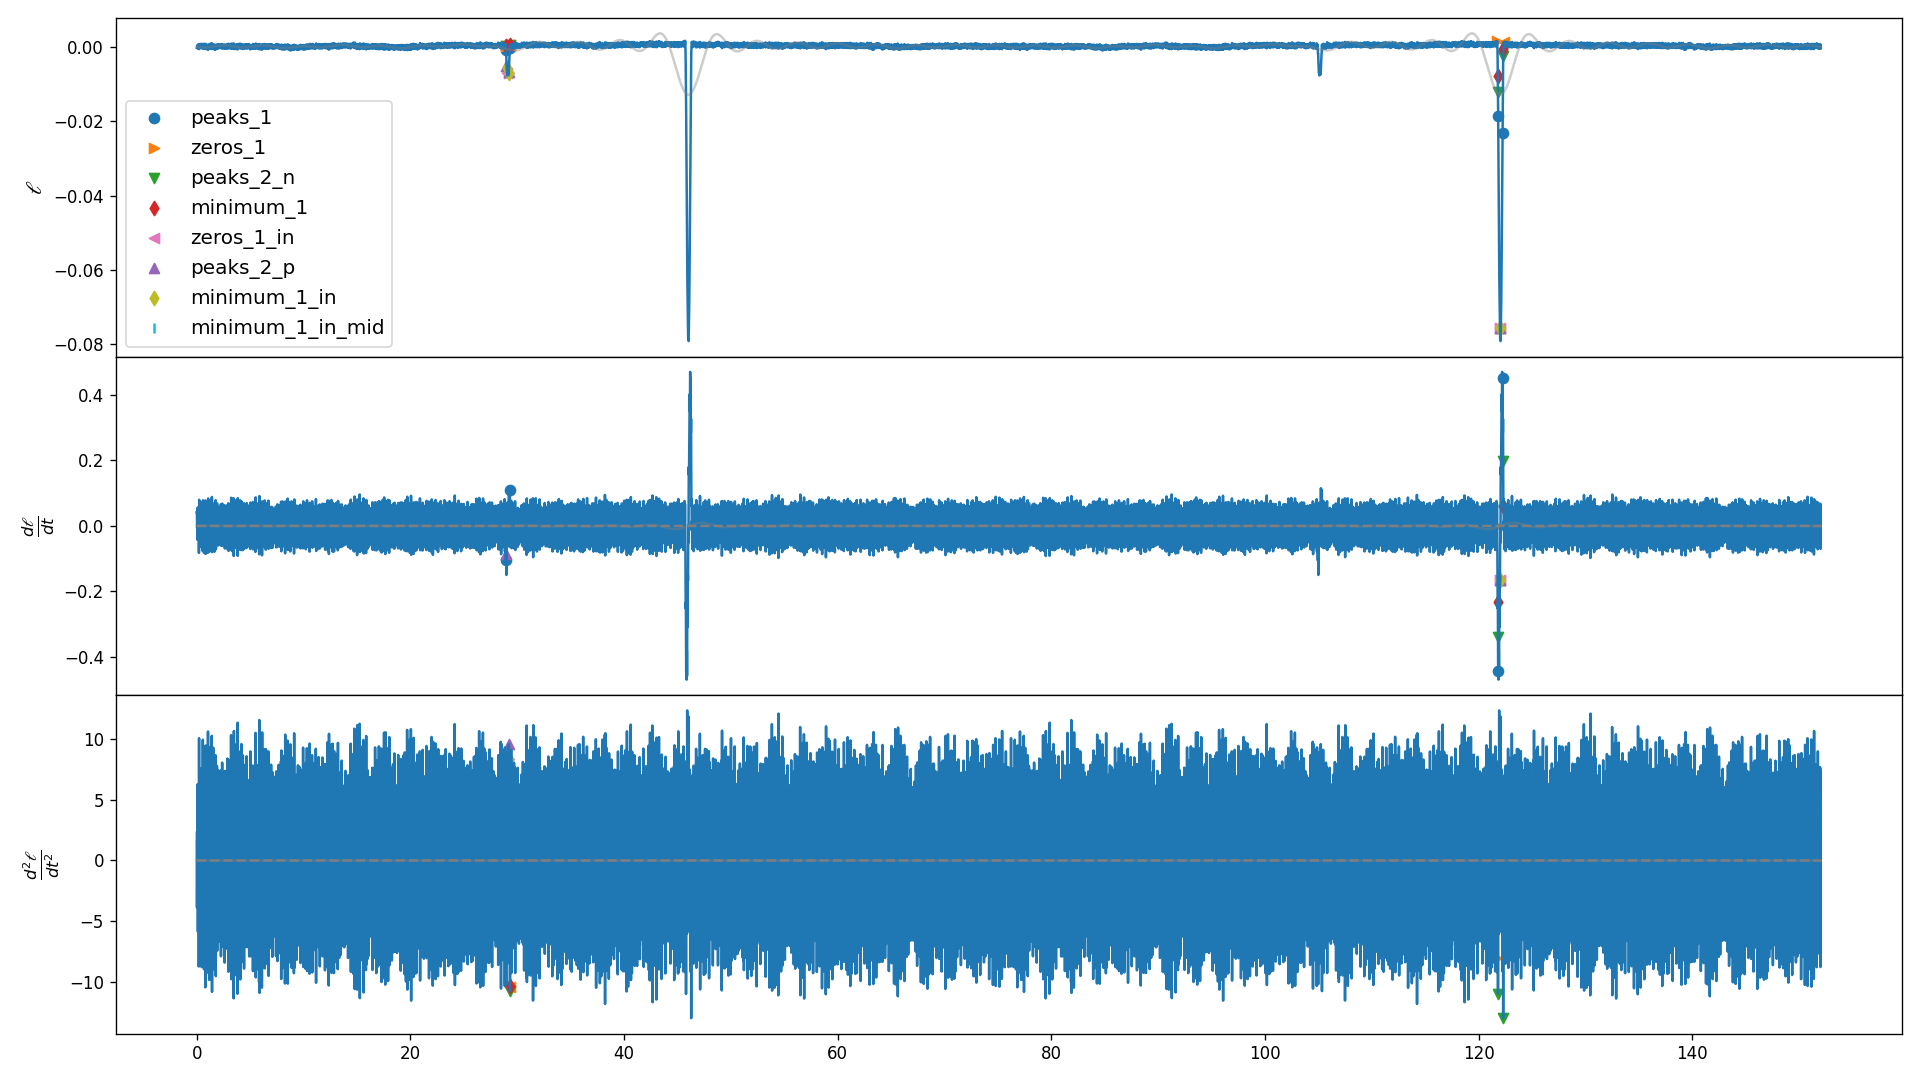 0.00
−0.02
−0.04
−0.06
−0.08
ℓ
peaks_1
zeros_1
peaks_2_n
minimum_1
zeros_1_in
peaks_2_p
minimum_1_in
minimum_1_in_mid
0.4
0.2
0.0
−0.2
−0.4
dℓ/dt
10
5
0
−5
−10
d²ℓ/dt²
0 20 40 60 80 100 120 140